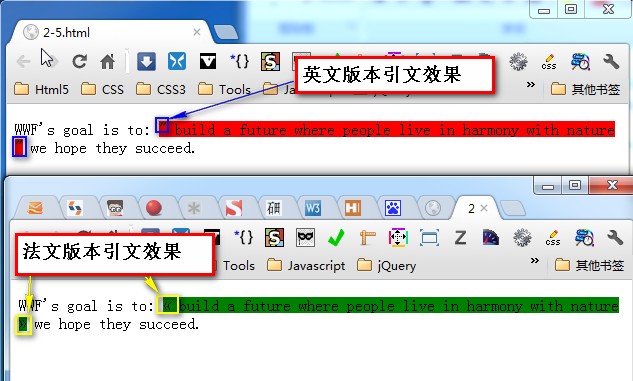 2-5.html
英文版本引文效果
Html5 CSS CSS3 Tools Ja 其他书签
WWF's goal is to: " build a future where people live in harmony with nature
" we hope they succeed.
2
法文版本引文效果
Tools Javascript jQuery 其他书签
WWF's goal is to: « build a future where people live in harmony with nature
» we hope they succeed.